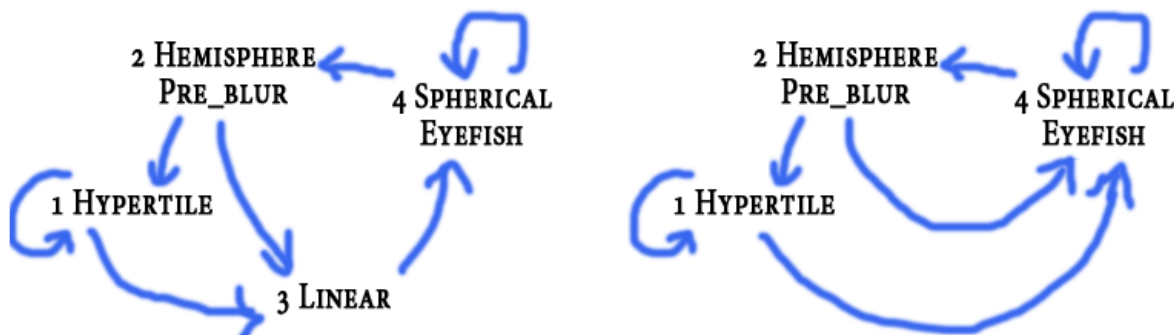 2 Hemisphere
Pre_blur
4 Spherical
Eyefish
1 Hypertile
3 Linear
2 Hemisphere
Pre_blur
4 Spherical
Eyefish
1 Hypertile